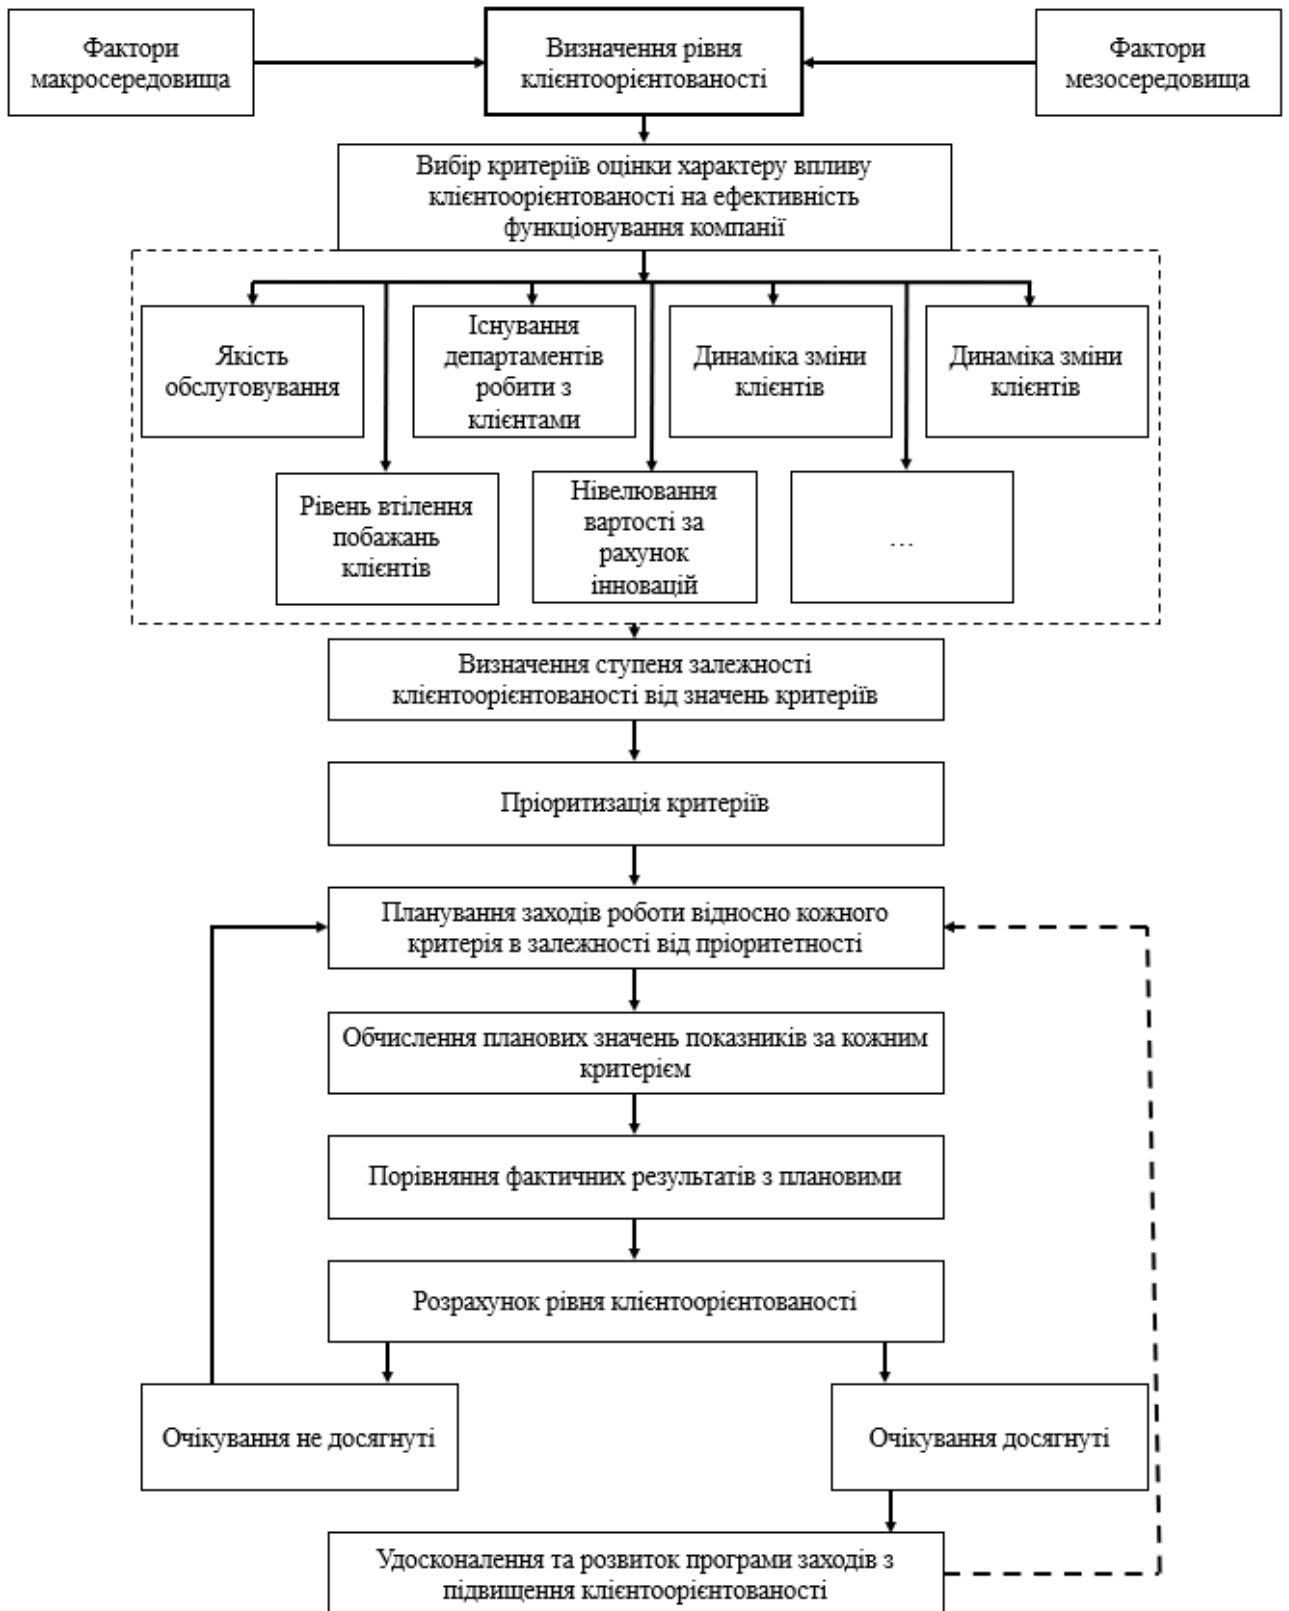 Фактори
макросередовища
Визначення рівня
клієнтоорієнтованості
Фактори
мезосередовища
Вибір критеріїв оцінки характеру впливу
клієнтоорієнтованості на ефективність
функціонування компанії
Якість
обслуговування
Існування
департаментів
робити з
клієнтами
Динаміка зміни
клієнтів
Динаміка зміни
клієнтів
Рівень втілення
побажань
клієнтів
Нівелювання
вартості за
рахунок
інновацій
...
Визначення ступеня залежності
клієнтоорієнтованості від значень критеріїв
Пріоритизація критеріїв
Планування заходів роботи відносно кожного
критерія в залежності від пріоритетності
Обчислення планових значень показників за кожним
критерієм
Порівняння фактичних результатів з плановими
Розрахунок рівня клієнтоорієнтованості
Очікування не досягнуті
Очікування досягнуті
Удосконалення та розвиток програми заходів з
підвищення клієнтоорієнтованості